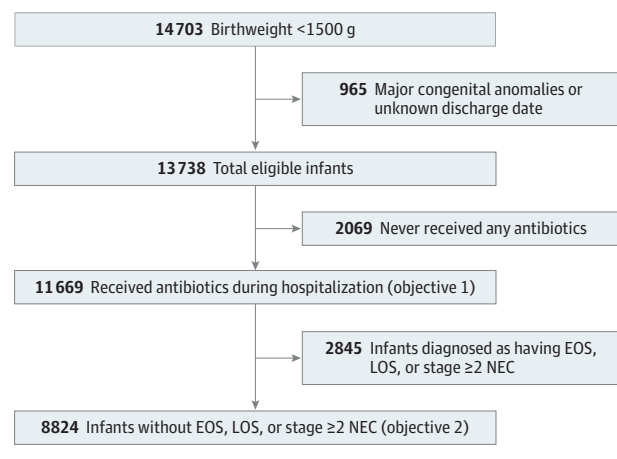 14703 Birthweight <1500 g
965 Major congenital anomalies or
unknown discharge date
13738 Total eligible infants
2069 Never received any antibiotics
11669 Received antibiotics during hospitalization (objective 1)
2845 Infants diagnosed as having EOS,
LOS, or stage ≥2 NEC
8824 Infants without EOS, LOS, or stage ≥2 NEC (objective 2)